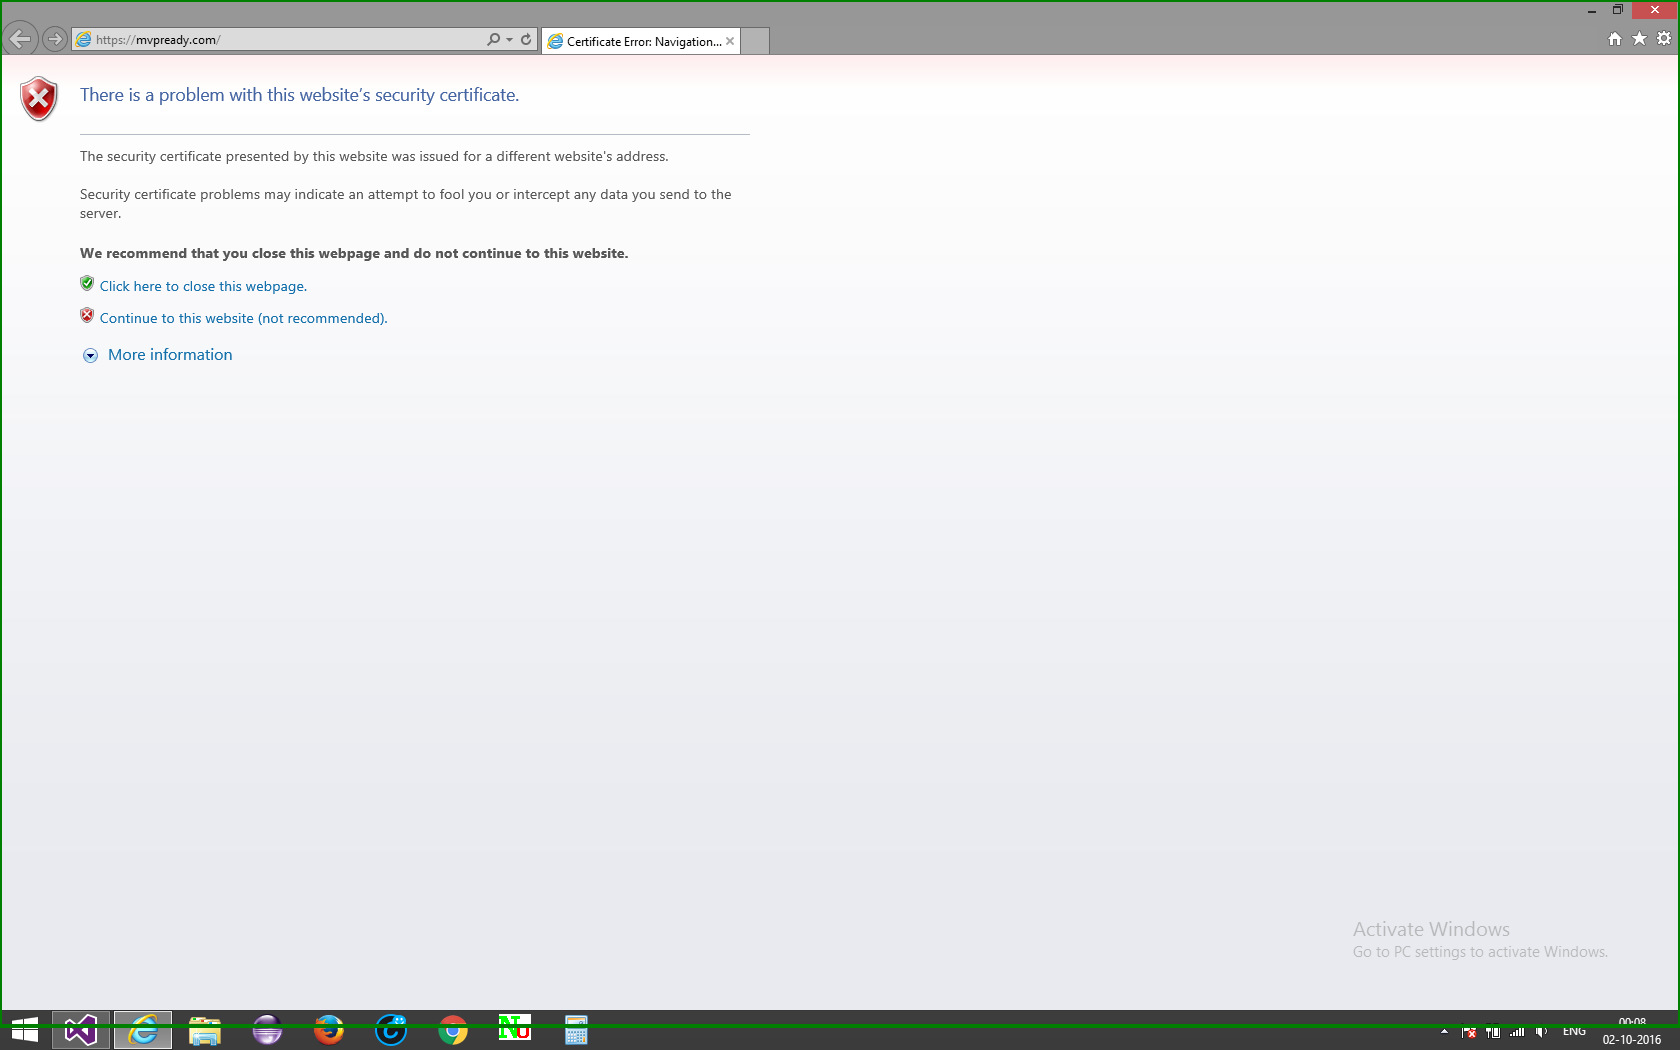 https://mvpready.com/
Certificate Error: Navigation...
There is a problem with this website's security certificate.
The security certificate presented by this website was issued for a different website's address.
Security certificate problems may indicate an attempt to fool you or intercept any data you send to the
server.
We recommend that you close this webpage and do not continue to this website.
Click here to close this webpage.
Continue to this website (not recommended).
More information
Activate Windows
Go to PC settings to activate Windows.
NU
ENG
00:08
02-10-2016